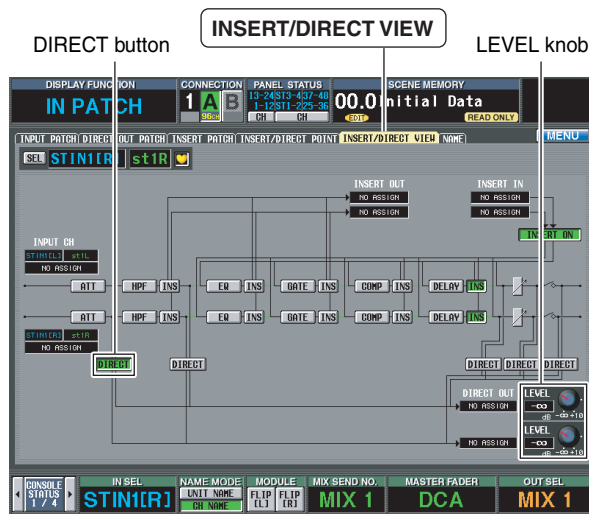 INSERT/DIRECT VIEW
DIRECT button
LEVEL knob
DISPLAY FUNCTION
IN PATCH
CONNECTION
1 A B
96CH
PANEL STATUS
13-24 ST3-4 37-48
1-12 ST1-2 25-36
CH CH
SCENE MEMORY
00.0 Initial Data
EDIT
READ ONLY
INPUT PATCH DIRECT OUT PATCH INSERT PATCH INSERT/DIRECT POINT INSERT/DIRECT VIEW NAME
MENU
SEL STIN1[R] st1R
INSERT OUT
NO ASSIGN
NO ASSIGN
INSERT IN
NO ASSIGN
NO ASSIGN
INSERT ON
INPUT CH
STIN1[L] st1L
NO ASSIGN
ATT HPF INS EQ INS GATE INS COMP INS DELAY INS
ATT HPF INS EQ INS GATE INS COMP INS DELAY INS
STIN1[R] st1R
NO ASSIGN
DIRECT DIRECT DIRECT DIRECT DIRECT
DIRECT OUT
NO ASSIGN
LEVEL
-∞
dB -∞ +10
NO ASSIGN
LEVEL
-∞
dB -∞ +10
CONSOLE STATUS
1 / 4
IN SEL
STIN1[R]
NAME MODE
UNIT NAME
CH NAME
MODULE
FLIP [L]
FLIP [R]
MIX SEND NO.
MIX 1
MASTER FADER
DCA
OUT SEL
MIX 1